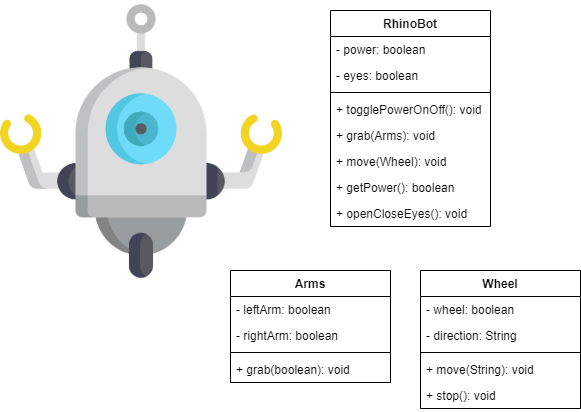 RhinoBot
- power: boolean
- eyes: boolean
+ togglePowerOnOff(): void
+ grab(Arms): void
+ move(Wheel): void
+ getPower(): boolean
+ openCloseEyes(): void
Arms
- leftArm: boolean
- rightArm: boolean
+ grab(boolean): void
Wheel
- wheel: boolean
- direction: String
+ move(String): void
+ stop(): void